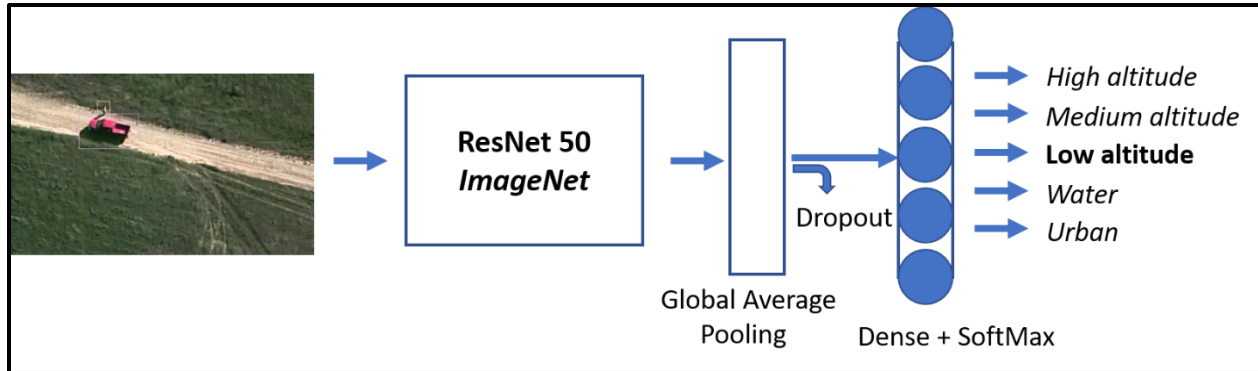 ResNet 50
ImageNet
Global Average
Pooling
Dropout
Dense + SoftMax
High altitude
Medium altitude
Low altitude
Water
Urban